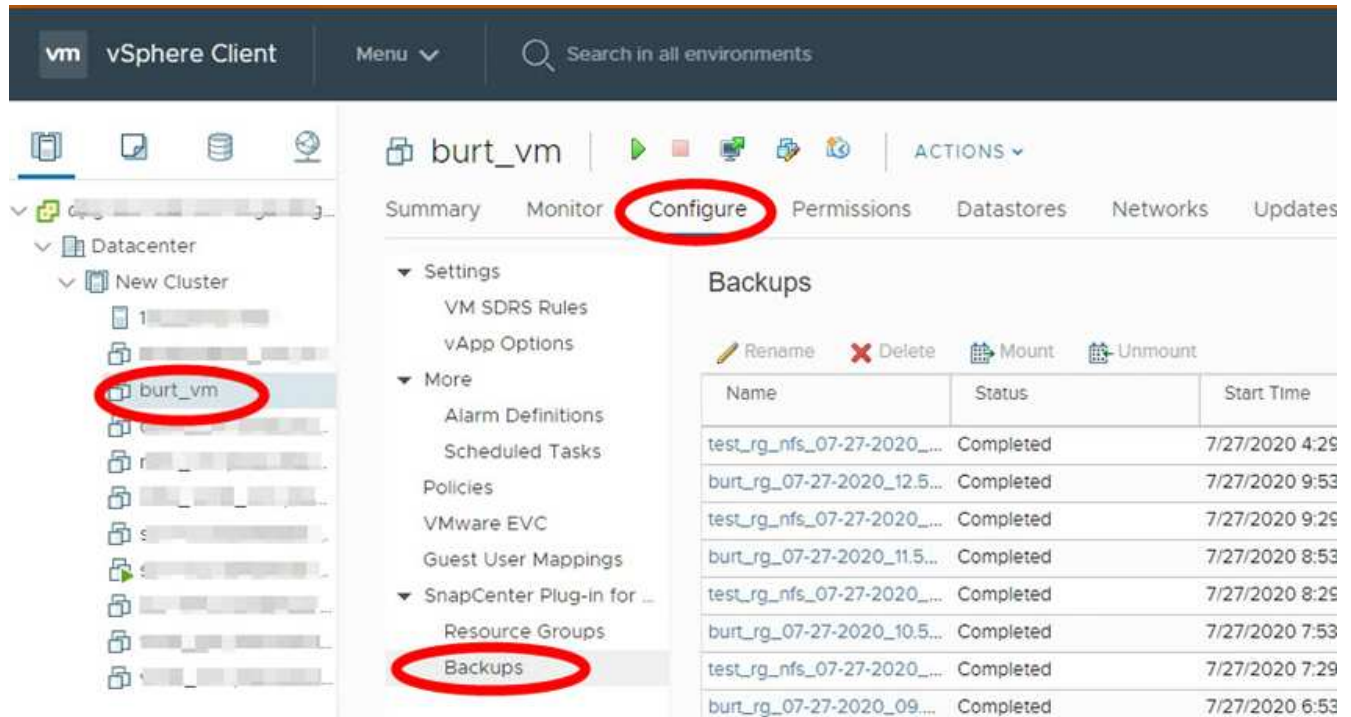 vm vSphere Client Menu Search in all environments
burt_vm ACTIONS
Summary Monitor Configure Permissions Datastores Networks Updates
Datacenter
New Cluster
burt_vm
Settings
VM SDRS Rules
vApp Options
More
Alarm Definitions
Scheduled Tasks
Policies
VMware EVC
Guest User Mappings
SnapCenter Plug-in for ...
Resource Groups
Backups
Backups
Rename Delete Mount Unmount
Name Status Start Time
test_rg_nfs_07-27-2020_... Completed 7/27/2020 4:29
burt_rg_07-27-2020_12.5... Completed 7/27/2020 9:53
test_rg_nfs_07-27-2020_... Completed 7/27/2020 9:29
burt_rg_07-27-2020_11.5... Completed 7/27/2020 8:53
test_rg_nfs_07-27-2020_... Completed 7/27/2020 8:29
burt_rg_07-27-2020_10.5... Completed 7/27/2020 7:53
test_rg_nfs_07-27-2020_... Completed 7/27/2020 7:29
burt_rg_07-27-2020_09.... Completed 7/27/2020 6:53